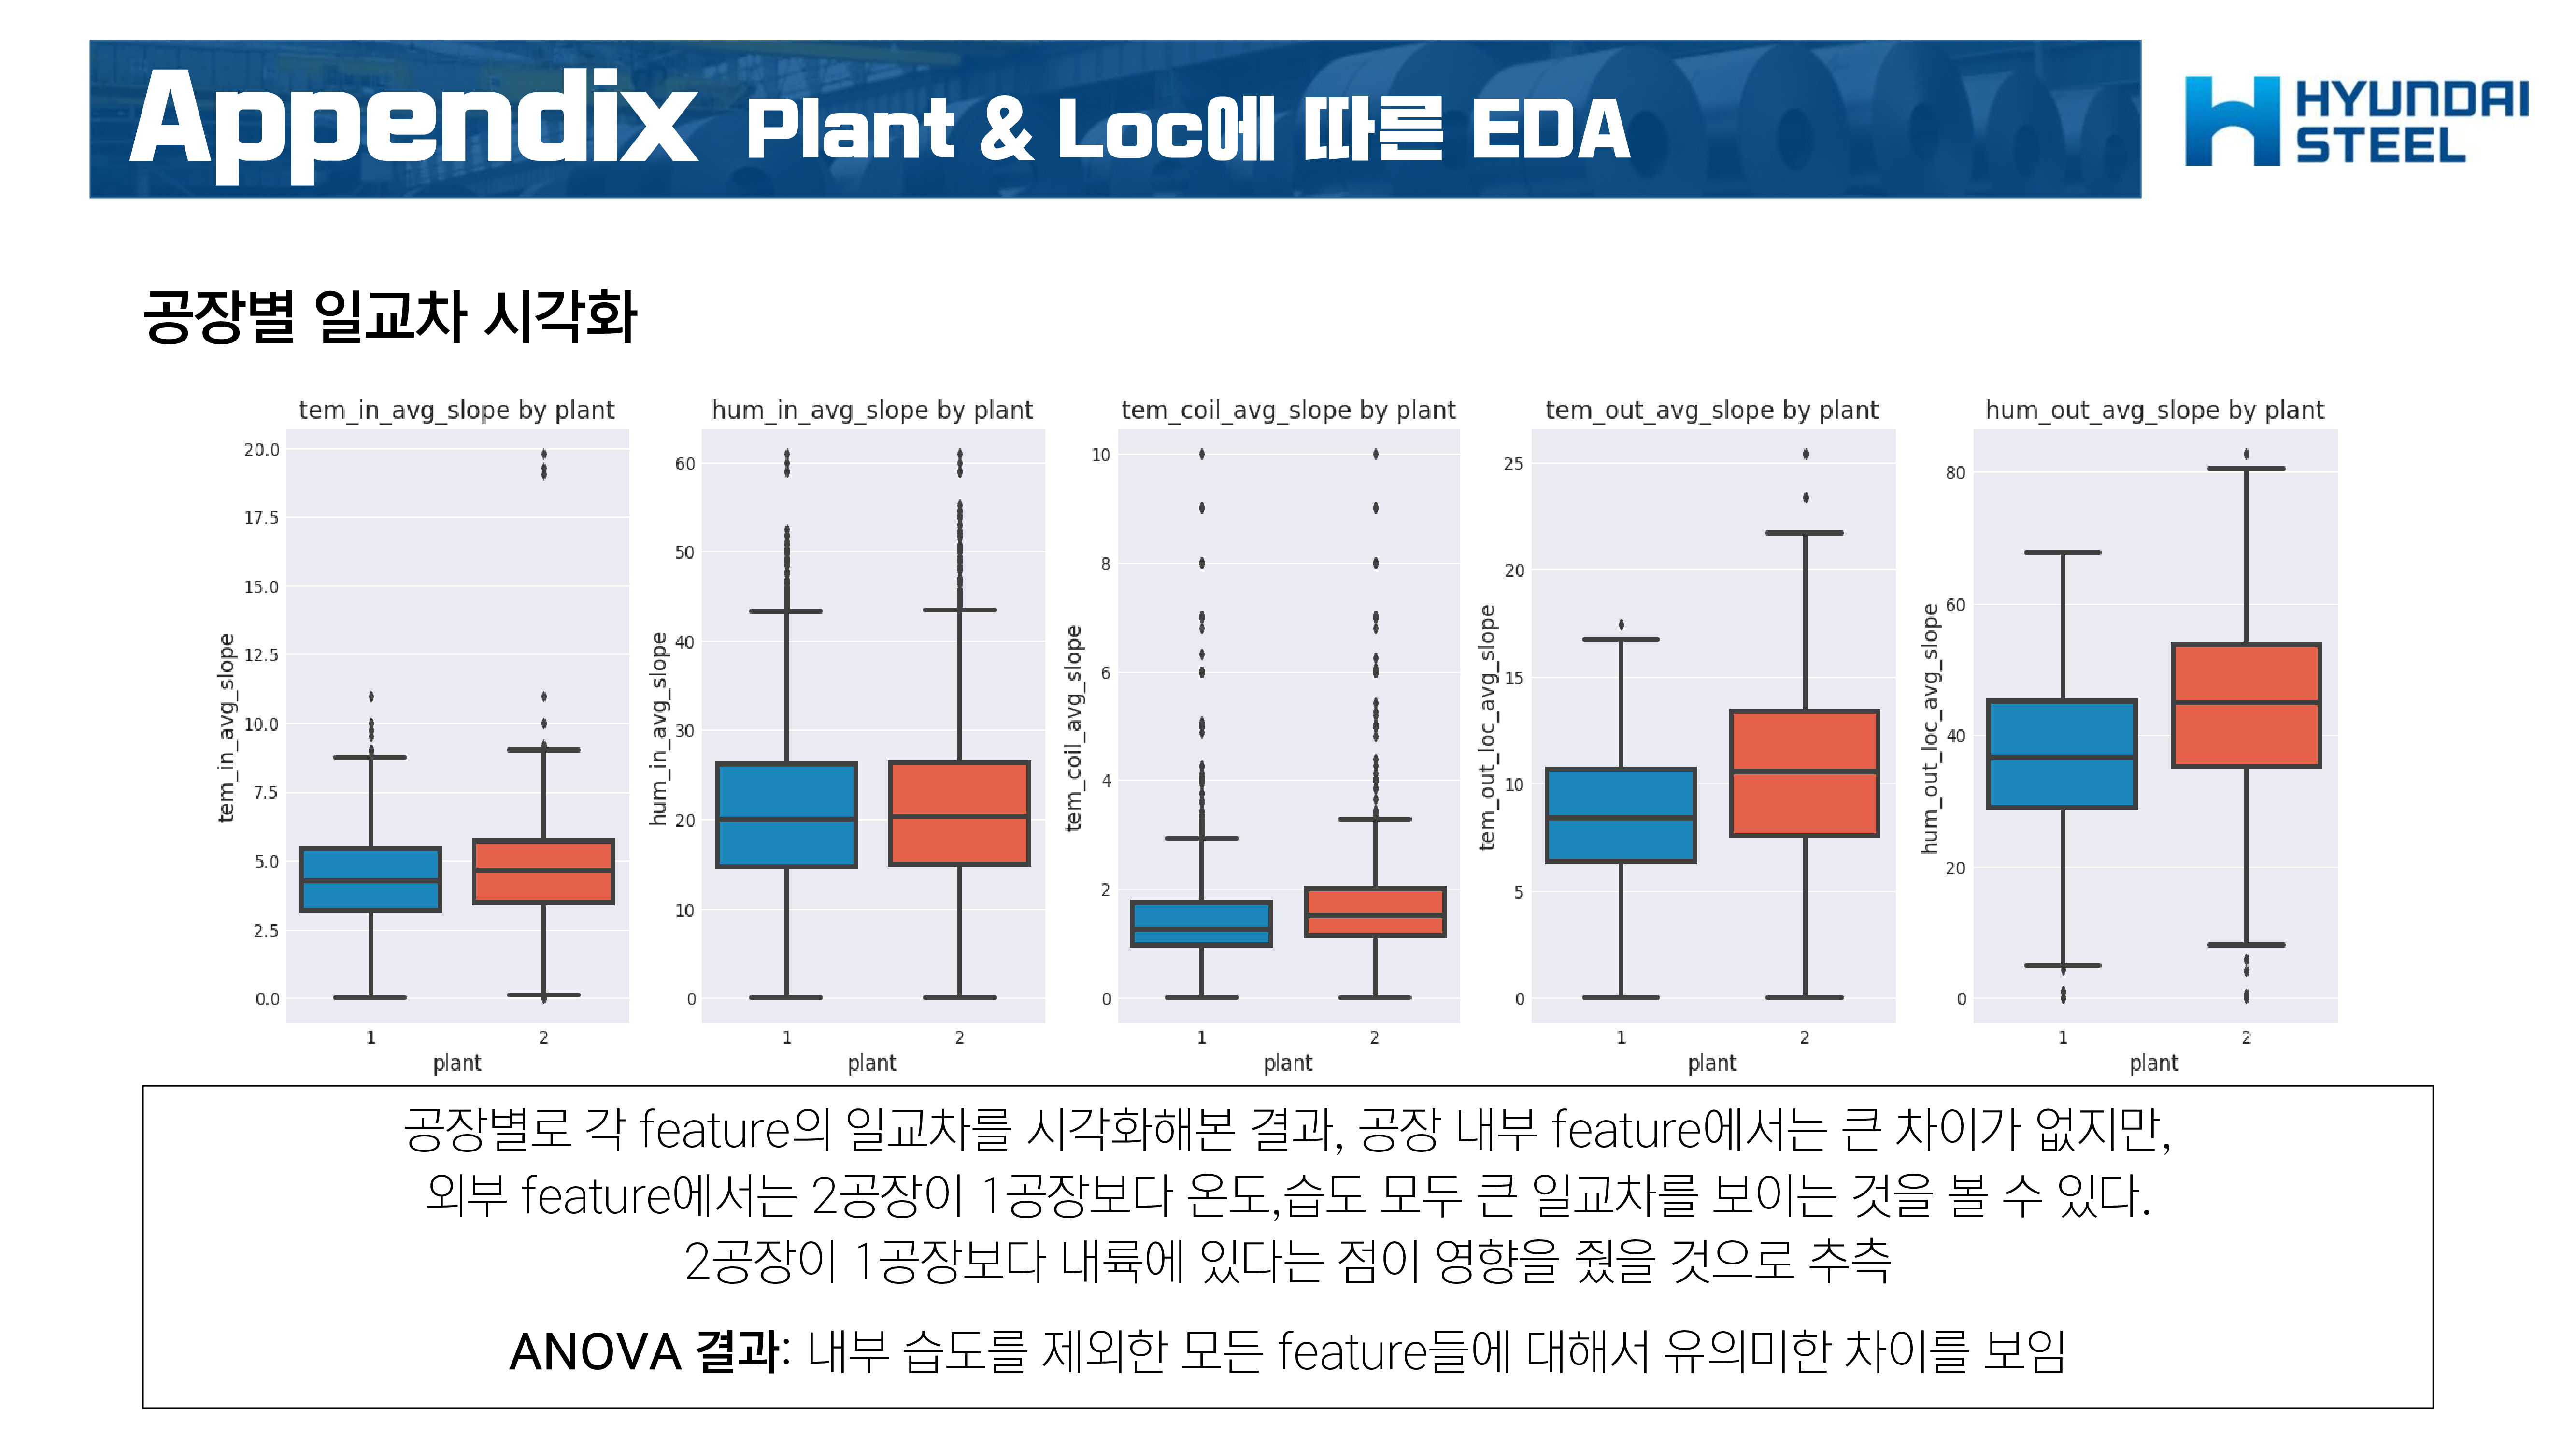 Appendix Plant & Loc에 따른 EDA
HYUNDAI
STEEL
공장별 일교차 시각화
tem_in_avg_slope by plant
tem_in_avg_slope
20.0
17.5
15.0
12.5
10.0
7.5
5.0
2.5
0.0
1 2
plant
hum_in_avg_slope by plant
hum_in_avg_slope
60
50
40
30
20
10
0
1 2
plant
tem_coil_avg_slope by plant
tem_coil_avg_slope
10
8
6
4
2
0
1 2
plant
tem_out_avg_slope by plant
tem_out_loc_avg_slope
25
20
15
10
5
0
1 2
plant
hum_out_avg_slope by plant
hum_out_loc_avg_slope
80
60
40
20
0
1 2
plant
공장별로 각 feature의 일교차를 시각화해본 결과, 공장 내부 feature에서는 큰 차이가 없지만,
외부 feature에서는 2공장이 1공장보다 온도,습도 모두 큰 일교차를 보이는 것을 볼 수 있다.
2공장이 1공장보다 내륙에 있다는 점이 영향을 줬을 것으로 추측
ANOVA 결과: 내부 습도를 제외한 모든 feature들에 대해서 유의미한 차이를 보임